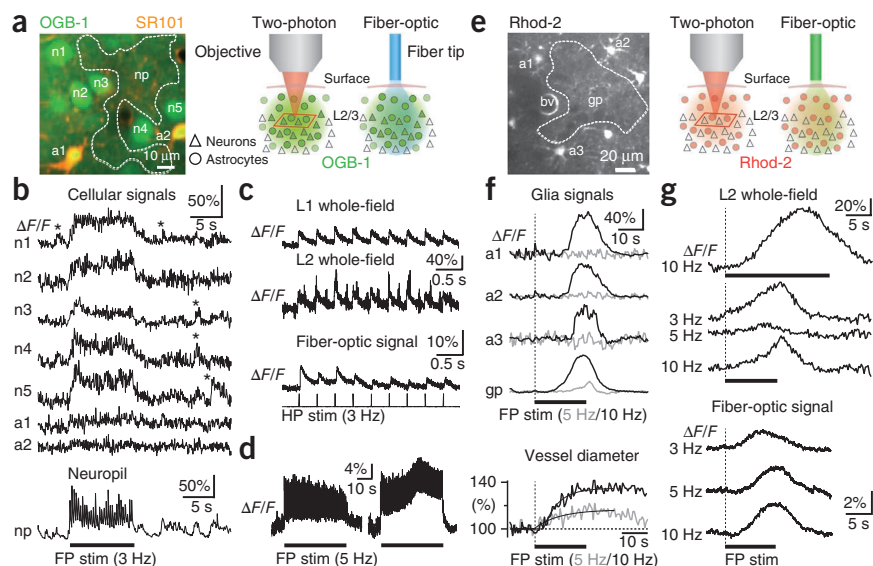 a
OGB-1 SR101
n1
n2
n3
np
n5
n4
a2
a1
10 µm
Two-photon
Fiber-optic
Objective
Fiber tip
Surface
L2/3
Neurons
Astrocytes
OGB-1
e
Rhod-2
a1
a2
bv
gp
a3
20 µm
Two-photon
Fiber-optic
Surface
L2/3
Rhod-2
b
Cellular signals
50%
5 s
ΔF/F
n1
* *
n2
n3
*
n4
*
n5
*
a1
a2
Neuropil
50%
5 s
np
FP stim (3 Hz)
c
L1 whole-field
ΔF/F
L2 whole-field
40%
0.5 s
ΔF/F
Fiber-optic signal
10%
0.5 s
ΔF/F
HP stim (3 Hz)
d
4%
10 s
ΔF/F
FP stim (5 Hz)
f
Glia signals
40%
10 s
ΔF/F
a1
a2
a3
gp
FP stim (5 Hz/10 Hz)
Vessel diameter
140
(%)
100
10 s
FP stim (5 Hz/10 Hz)
g
L2 whole-field
20%
5 s
ΔF/F
10 Hz
3 Hz
5 Hz
10 Hz
Fiber-optic signal
ΔF/F
3 Hz
5 Hz
10 Hz
2%
5 s
FP stim